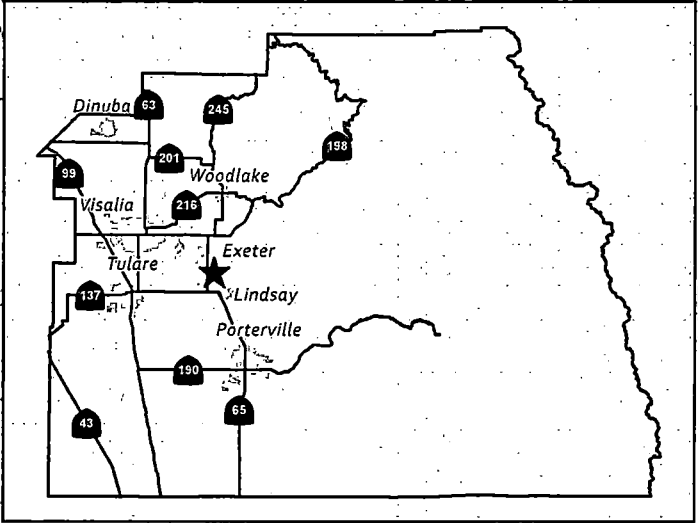 Dinuba
63
245
198
201
Woodlake
99
Visalia
216
Exeter
Tulare
137
Lindsay
Porterville
190
65
43